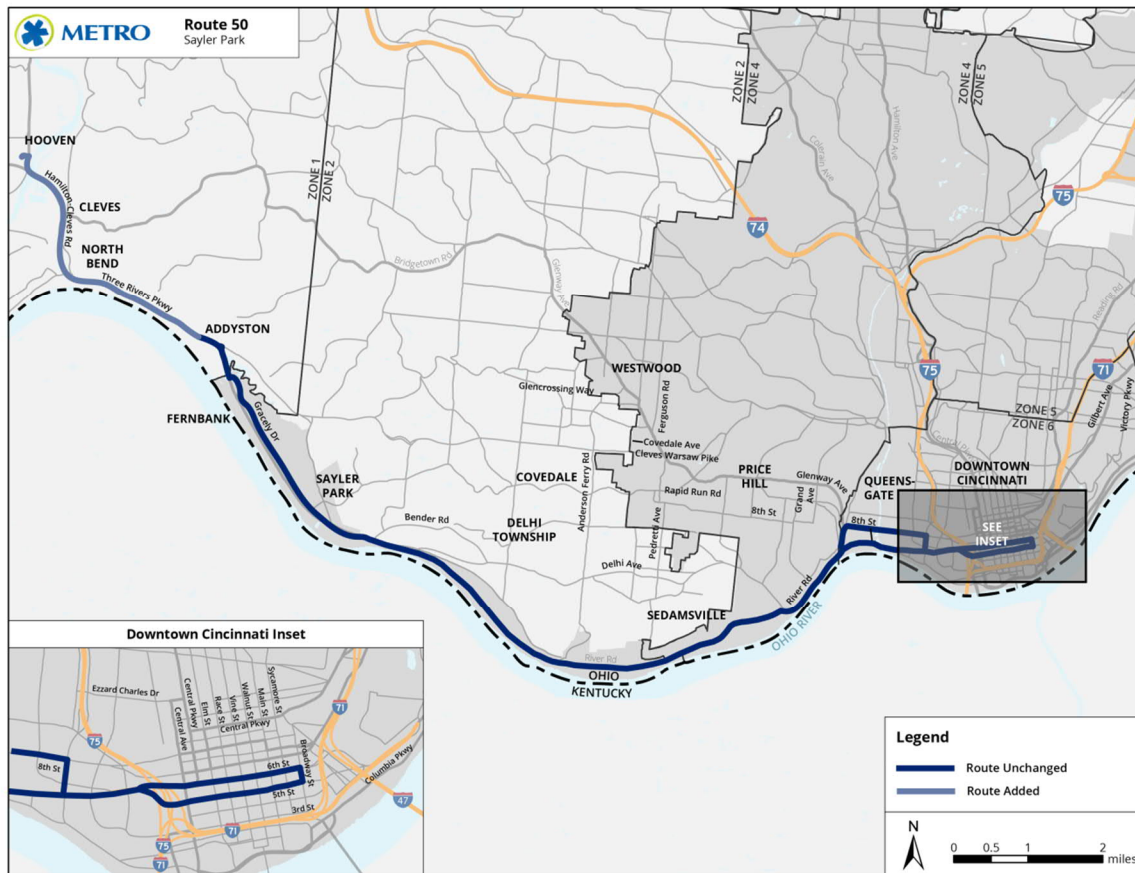 METRO
Route 50
Sayler Park
ZONE 2
ZONE 4
ZONE 4
ZONE 5
Colerain Ave
Hamilton Ave
HOOVEN
ZONE 1
ZONE 2
Hamilton-Cleves Rd
CLEVES
75
74
NORTH
BEND
Bridgetown Rd
Glenway Ave
Three Rivers Pkwy
Reading Rd
ADDYSTON
WESTWOOD
75
71
Glencrossing Way
Ferguson Rd
Gilbert Ave
Victory Pkwy
FERNBANK
Gracely Dr
ZONE 5
ZONE 6
Covedale Ave
Cleves Warsaw Pike
SAYLER
PARK
COVEDALE
Anderson Ferry Rd
PRICE
HILL
Glenway Ave
Grand Ave
QUEENS-
GATE
DOWNTOWN
CINCINNATI
Rapid Run Rd
8th St
Bender Rd
DELHI
TOWNSHIP
Pedretti Ave
8th St
SEE
INSET
Delhi Ave
River Rd
SEDAMSVILLE
OHIO RIVER
River Rd
OHIO
KENTUCKY
Downtown Cincinnati Inset
Ezzard Charles Dr
Central Pkwy
Central Ave
Elm St
Race St
Vine St
Walnut St
Main St
Sycamore St
Central Pkwy
71
75
Broadway St
Columbia Pkwy
8th St
6th St
5th St
3rd St
471
71
75
71
Legend
Route Unchanged
Route Added
N
0 0.5 1 2
miles